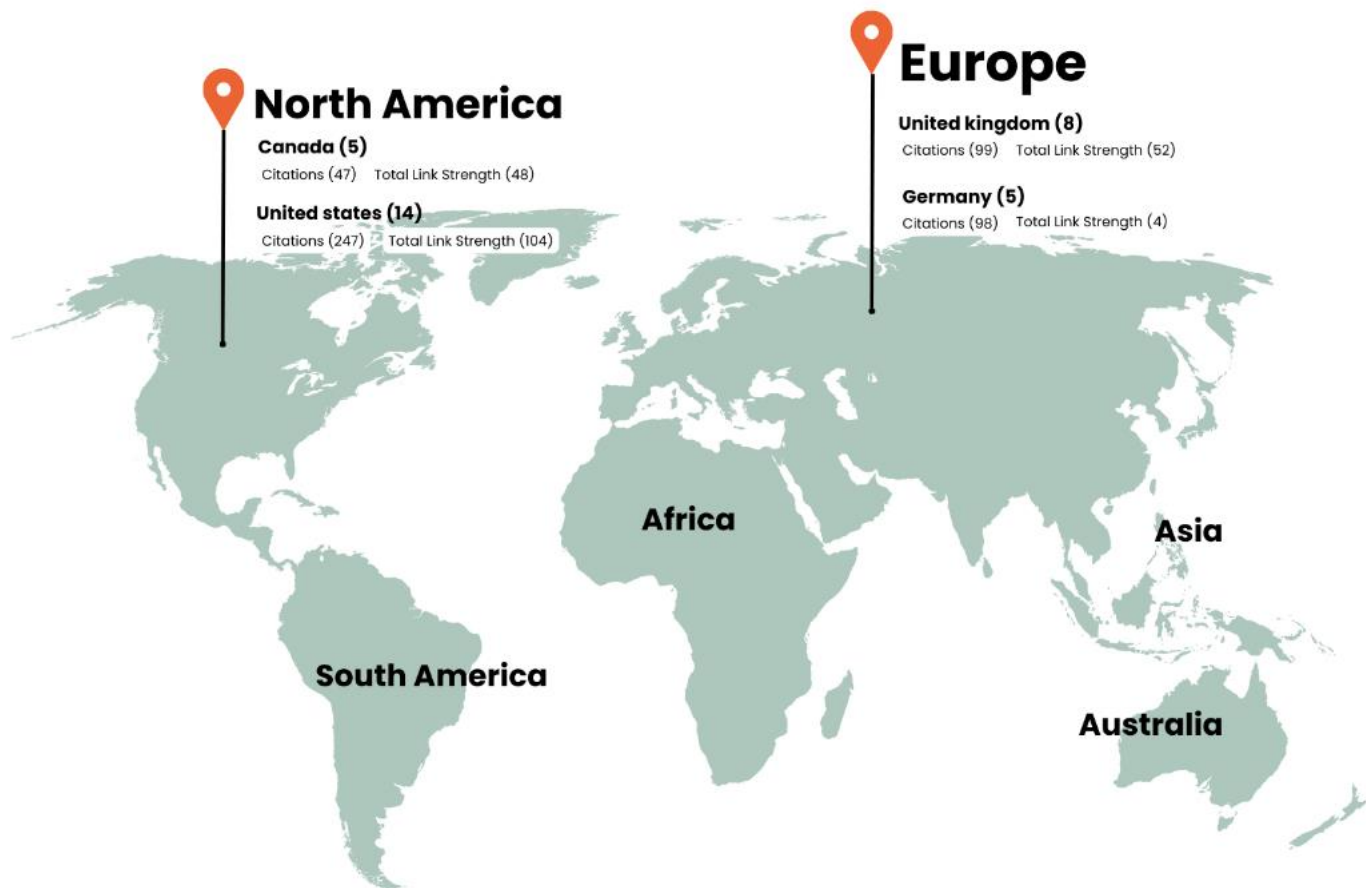 North America
Canada (5)
Citations (47) Total Link Strength (48)
United states (14)
Citations (247) Total Link Strength (104)
Europe
United kingdom (8)
Citations (99) Total Link Strength (52)
Germany (5)
Citations (98) Total Link Strength (4)
Africa
Asia
South America
Australia